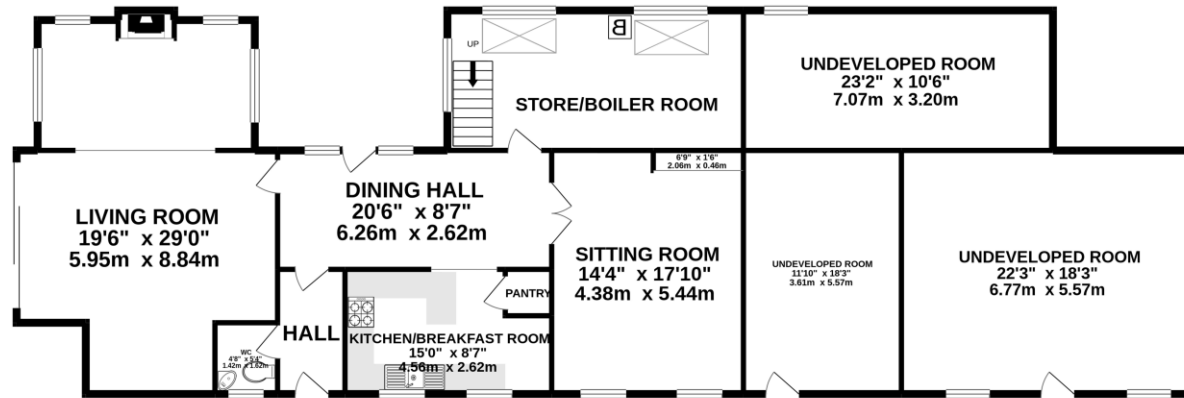 UP
B
STORE/BOILER ROOM
UNDEVELOPED ROOM
23'2" x 10'6"
7.07m x 3.20m
LIVING ROOM
19'6" x 29'0"
5.95m x 8.84m
DINING HALL
20'6" x 8'7"
6.26m x 2.62m
6'9" x 1'6"
2.06m x 0.46m
SITTING ROOM
14'4" x 17'10"
4.38m x 5.44m
UNDEVELOPED ROOM
11'10" x 18'3"
3.61m x 5.57m
UNDEVELOPED ROOM
22'3" x 18'3"
6.77m x 5.57m
PANTRY
HALL
KITCHEN/BREAKFAST ROOM
15'0" x 8'7"
4.56m x 2.62m
WC
4'8" x 5'4"
1.42m x 1.62m